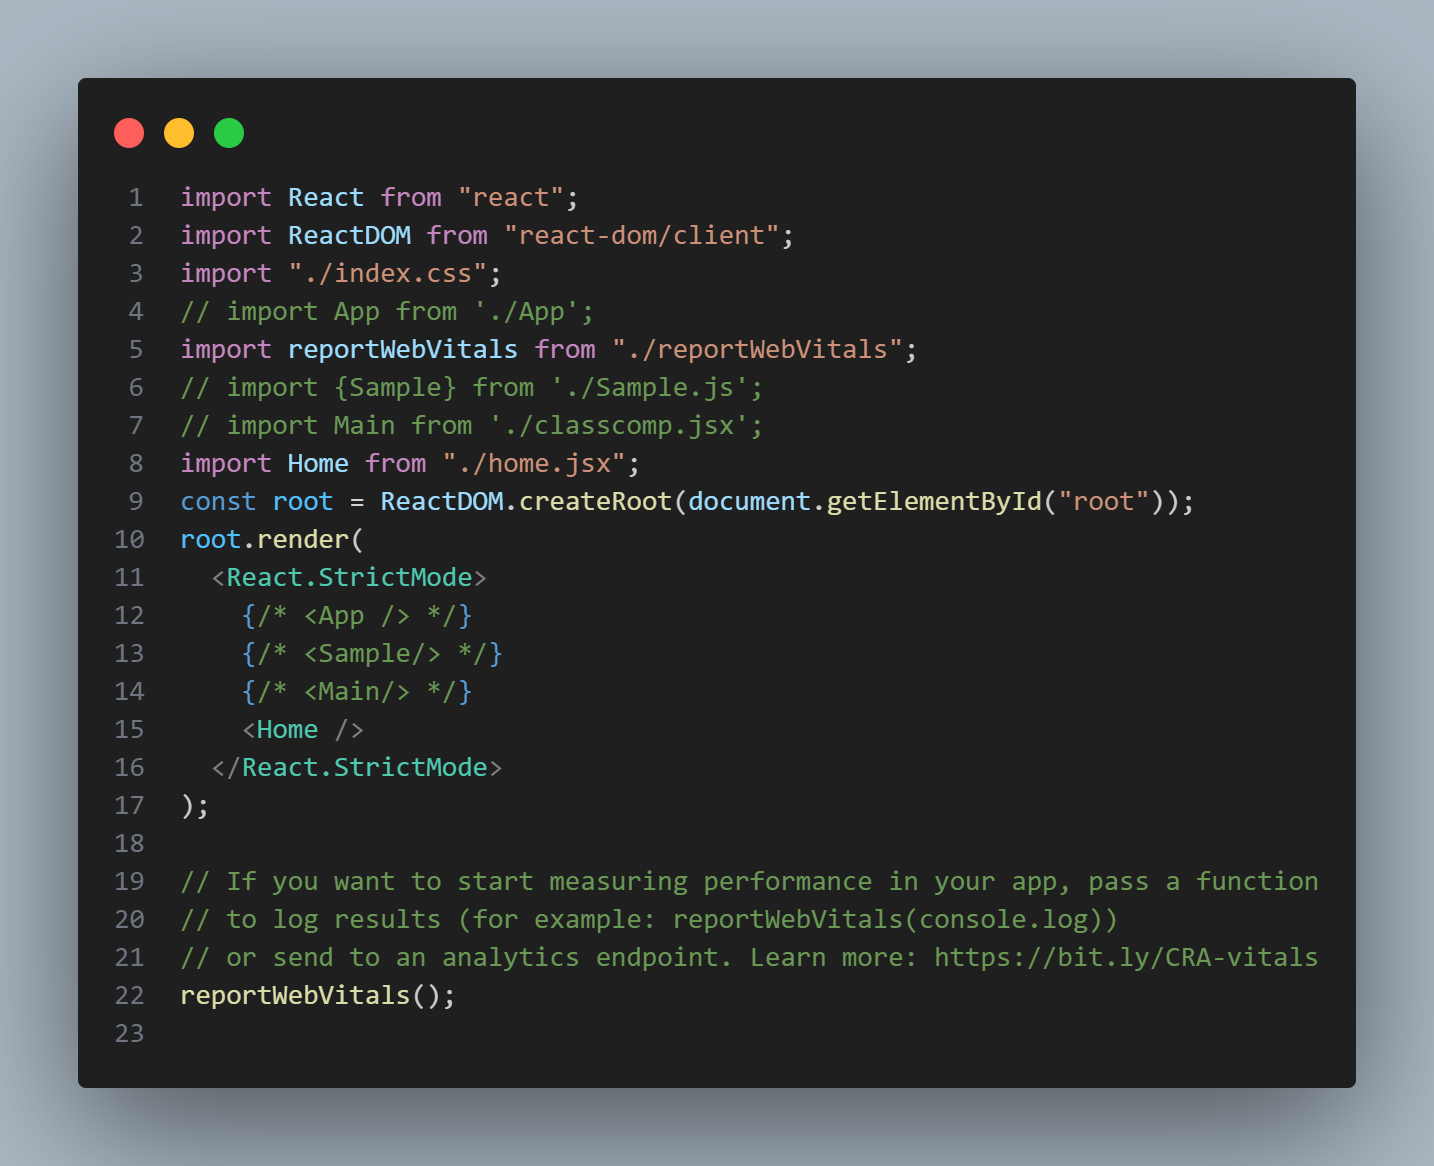 1 import React from "react";
2 import ReactDOM from "react-dom/client";
3 import "./index.css";
4 // import App from './App';
5 import reportWebVitals from "./reportWebVitals";
6 // import {Sample} from './Sample.js';
7 // import Main from './classcomp.jsx';
8 import Home from "./home.jsx";
9 const root = ReactDOM.createRoot(document.getElementById("root"));
10 root.render(
11   <React.StrictMode>
12     {/* <App /> */}
13     {/* <Sample/> */}
14     {/* <Main/> */}
15     <Home />
16   </React.StrictMode>
17 );
18
19 // If you want to start measuring performance in your app, pass a function
20 // to log results (for example: reportWebVitals(console.log))
21 // or send to an analytics endpoint. Learn more: https://bit.ly/CRA-vitals
22 reportWebVitals();
23